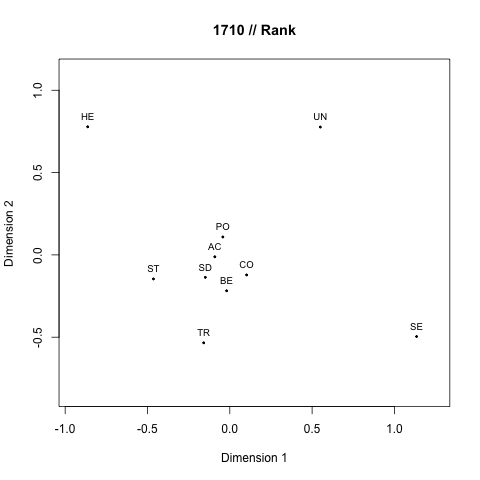 1710 // Rank
HE
UN
PO
AC
ST
SD
CO
BE
TR
SE
Dimension 2
1.0
0.5
0.0
-0.5
-1.0 -0.5 0.0 0.5 1.0
Dimension 1